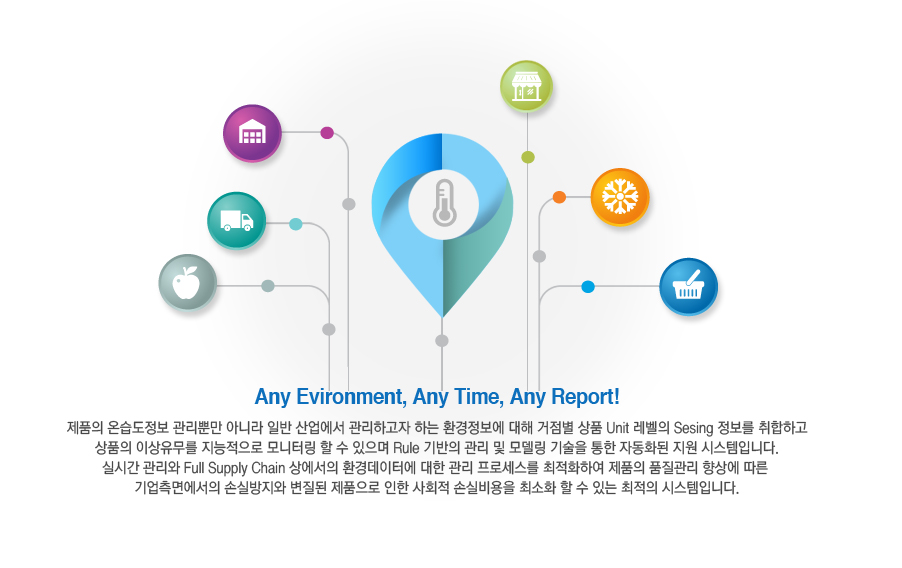 Any Evironment, Any Time, Any Report!
제품의 온습도정보 관리뿐만 아니라 일반 산업에서 관리하고자 하는 환경정보에 대해 거점별 상품 Unit 레벨의 Sesing 정보를 취합하고
상품의 이상유무를 지능적으로 모니터링 할 수 있으며 Rule 기반의 관리 및 모델링 기술을 통한 자동화된 지원 시스템입니다.
실시간 관리와 Full Supply Chain 상에서의 환경데이터에 대한 관리 프로세스를 최적화하여 제품의 품질관리 향상에 따른
기업측면에서의 손실방지와 변질된 제품으로 인한 사회적 손실비용을 최소화 할 수 있는 최적의 시스템입니다.